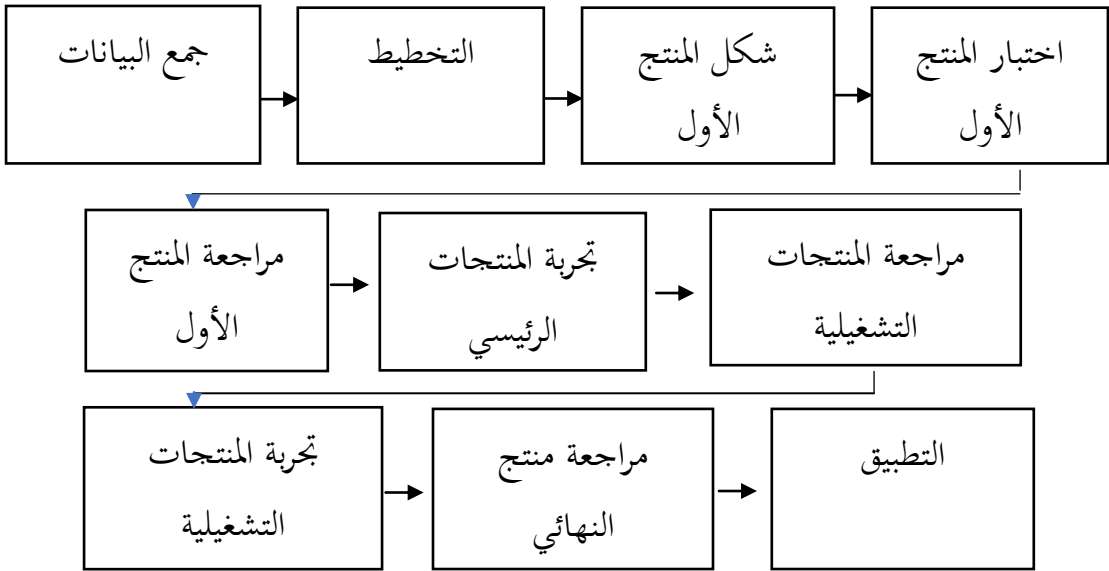 جمع البيانات
التخطيط
شكل المنتج
الأول
اختبار المنتج
الأول
مراجعة المنتج
الأول
تجربة المنتجات
الرئيسي
مراجعة المنتجات
التشغيلية
تجربة المنتجات
التشغيلية
مراجعة منتج
النهائي
التطبيق